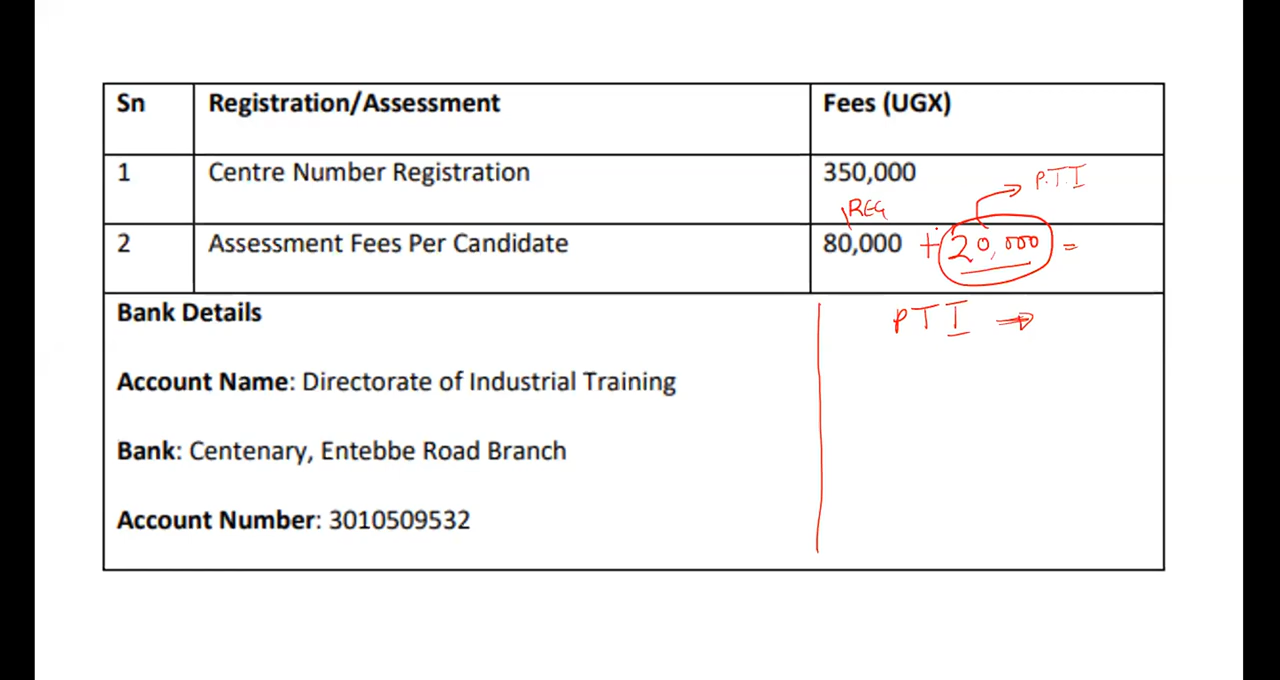 Sn Registration/Assessment Fees (UGX)
1 Centre Number Registration 350,000
P.T.I
REG
2 Assessment Fees Per Candidate 80,000 + 20,000 =
Bank Details
PTI →
Account Name: Directorate of Industrial Training
Bank: Centenary, Entebbe Road Branch
Account Number: 3010509532